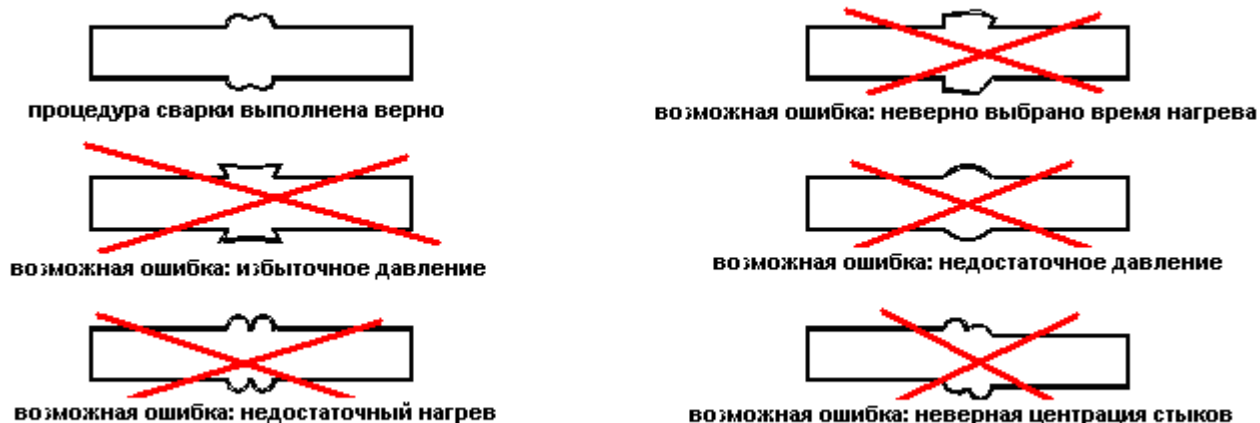 процедура сварки выполнена верно
возможная ошибка: неверно выбрано время нагрева
возможная ошибка: избыточное давление
возможная ошибка: недостаточное давление
возможная ошибка: недостаточный нагрев
возможная ошибка: неверная центрация стыков